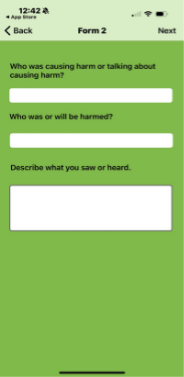 12:42
App Store
Back
Form 2
Next
Who was causing harm or talking about
causing harm?
Who was or will be harmed?
Describe what you saw or heard.